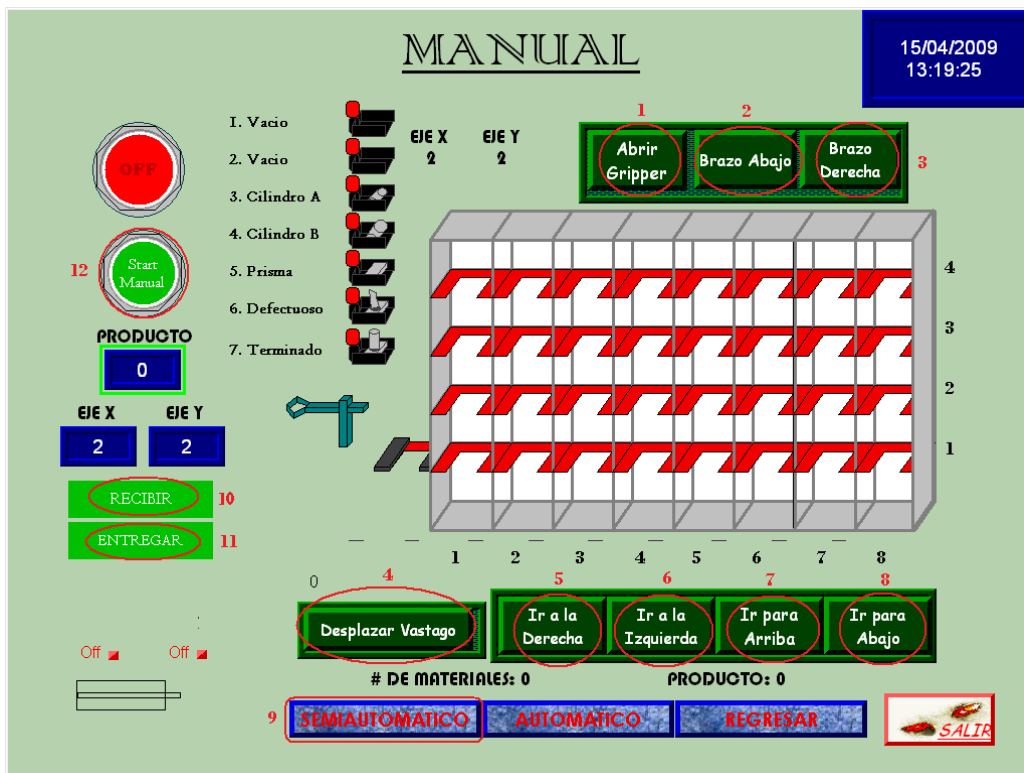 MANUAL
15/04/2009
13:19:25
OFF
12
Start
Manual
PRODUCTO
0
EJE X EJE Y
2 2
RECIBIR 10
ENTREGAR 11
Off Off
1. Vacio
2. Vacio
3. Cilindro A
4. Cilindro B
5. Prisma
6. Defectuoso
7. Terminado
EJE X EJE Y
2 2
1 2
Abrir
Gripper
Brazo Abajo
Brazo
Derecha
3
4
3
2
1
1 2 3 4 5 6 7 8
0
4 5 6 7 8
Desplazar Vastago
Ir a la
Derecha
Ir a la
Izquierda
Ir para
Arriba
Ir para
Abajo
# DE MATERIALES: 0 PRODUCTO: 0
9 SEMIAUTOMATICO AUTOMATICO REGRESAR
SALIR